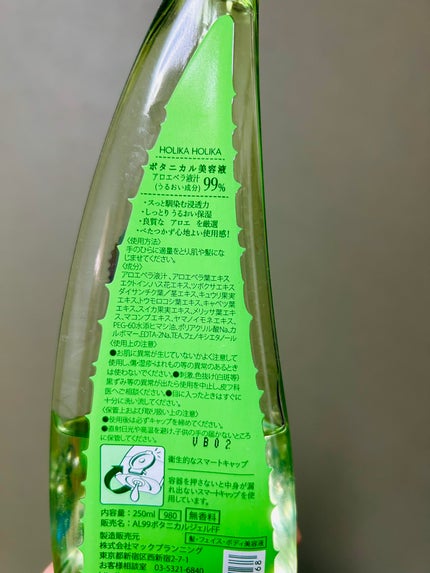 HOLIKA HOLIKA
ボタニカル美容液
アロエベラ液汁
(うるおい成分) 99%
・スっと馴染む浸透力
・しっとりうるおい保湿
・良質な アロエ を厳選
・べたつかず心地よい使用感!
〈使用方法〉
手のひらに適量をとり、肌や髪になじませてください。
〈成分〉
アロエベラ液汁、アロエベラ葉エキス
エクトイン、ハス花エキス、ツボクサエキス
ダイサンチク葉/茎エキス、キュウリ果実
エキス、トウモロコシ葉エキス、キャベツ葉
エキス、スイカ果実エキス、メリッサ葉エキ
ス、マコンブエキス、ヤマノイモネエキス、
PEG-60水添ヒマシ油、ポリアクリル酸Na、カ
ルボマー、EDTA-2Na、TEA、フェノキシエタノール
〈使用上の注意〉
●お肌に異常が生じていないかよく注意して
使用し、傷・湿疹・はれもの等の異常のあるとき
は使わないでください。●刺激、色抜け(白斑等)
黒ずみ等の異常が出たら使用を中止し、皮フ科
医へご相談ください。●目に入ったときはすぐに
十分に洗い流してください。
〈保管上および取り扱い上の注意〉
●使用後は必ずキャップを締めてください。
●直射日光や高温を避け、子供の手の届かないところ
に保管してください。
VB02
衛生的なスマートキャップ
容器を押さないと中身が漏
れ出ないスマートキャップを
使用しています。
内容量:250ml 980 無香料
販売名:AL99ボタニカルジェルFF
製造販売元 髪・フェイス・ボディ美容液
株式会社マックプランニング
東京都新宿区西新宿2-7-1
お客様相談室 03-5321-6840